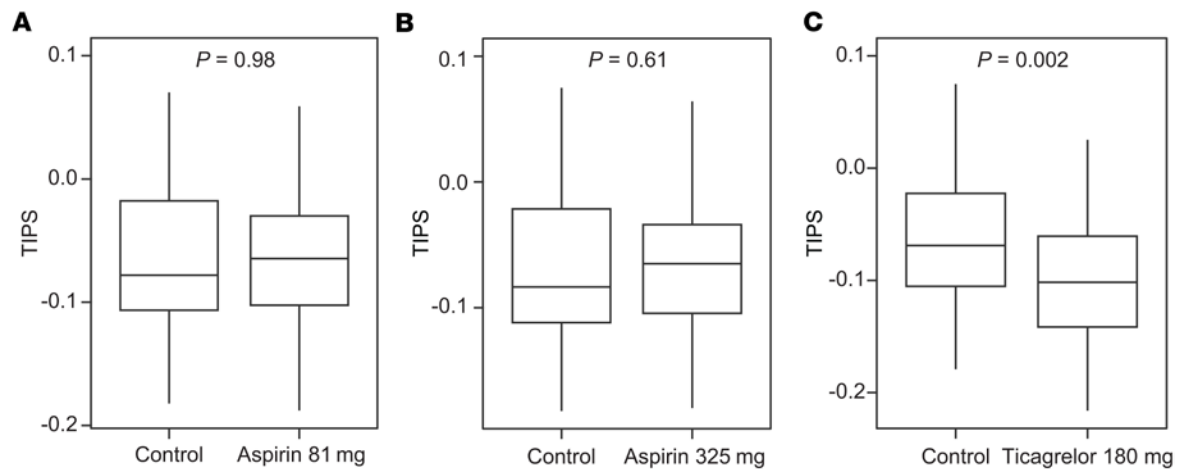 A
P = 0.98
0.1
0.0
-0.1
-0.2
TIPS
Control
Aspirin 81 mg
B
P = 0.61
0.1
0.0
-0.1
TIPS
Control
Aspirin 325 mg
C
P = 0.002
0.1
0.0
-0.1
-0.2
TIPS
Control
Ticagrelor 180 mg